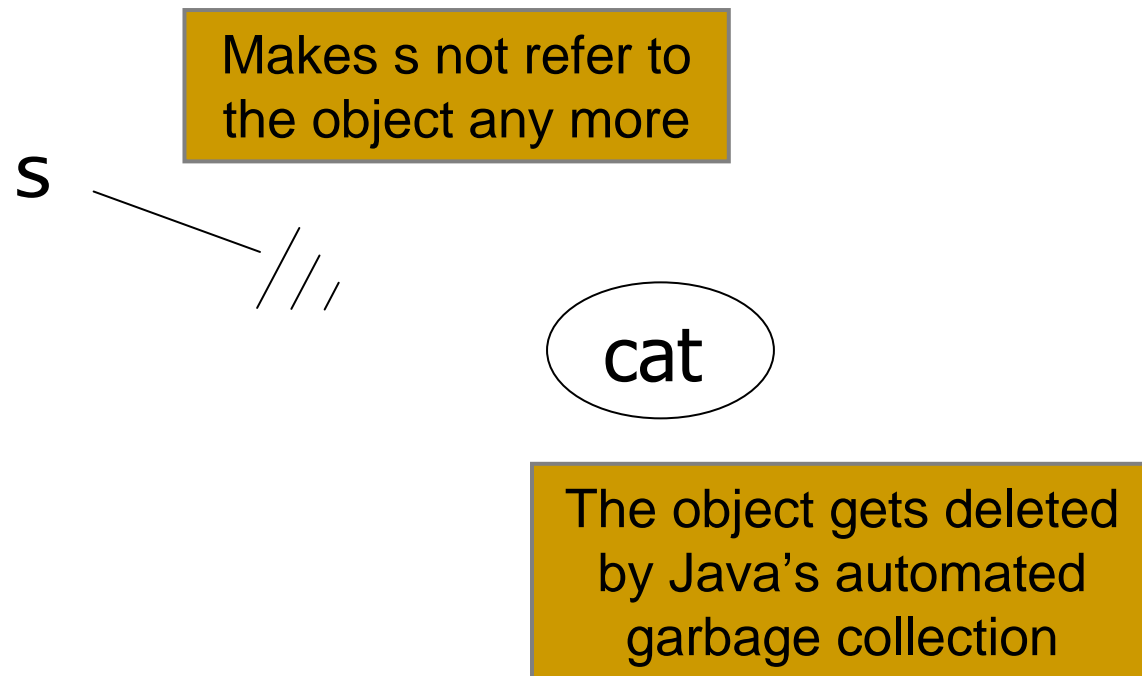 Makes s not refer to
the object any more
s
cat
The object gets deleted
by Java’s automated
garbage collection